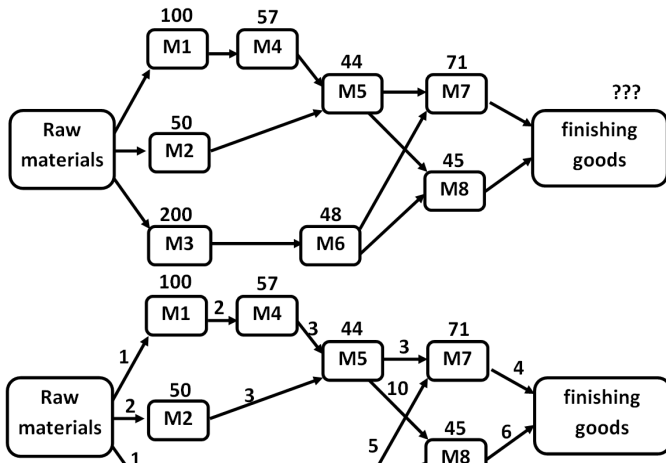 100
57
M1
M4
44
71
???
M5
M7
Raw
materials
50
M2
finishing
goods
45
M8
200
48
M3
M6
100
57
M1
2
M4
3
44
71
1
M5
3
M7
4
Raw
materials
50
2
M2
3
10
finishing
goods
5
45
6
1
M8